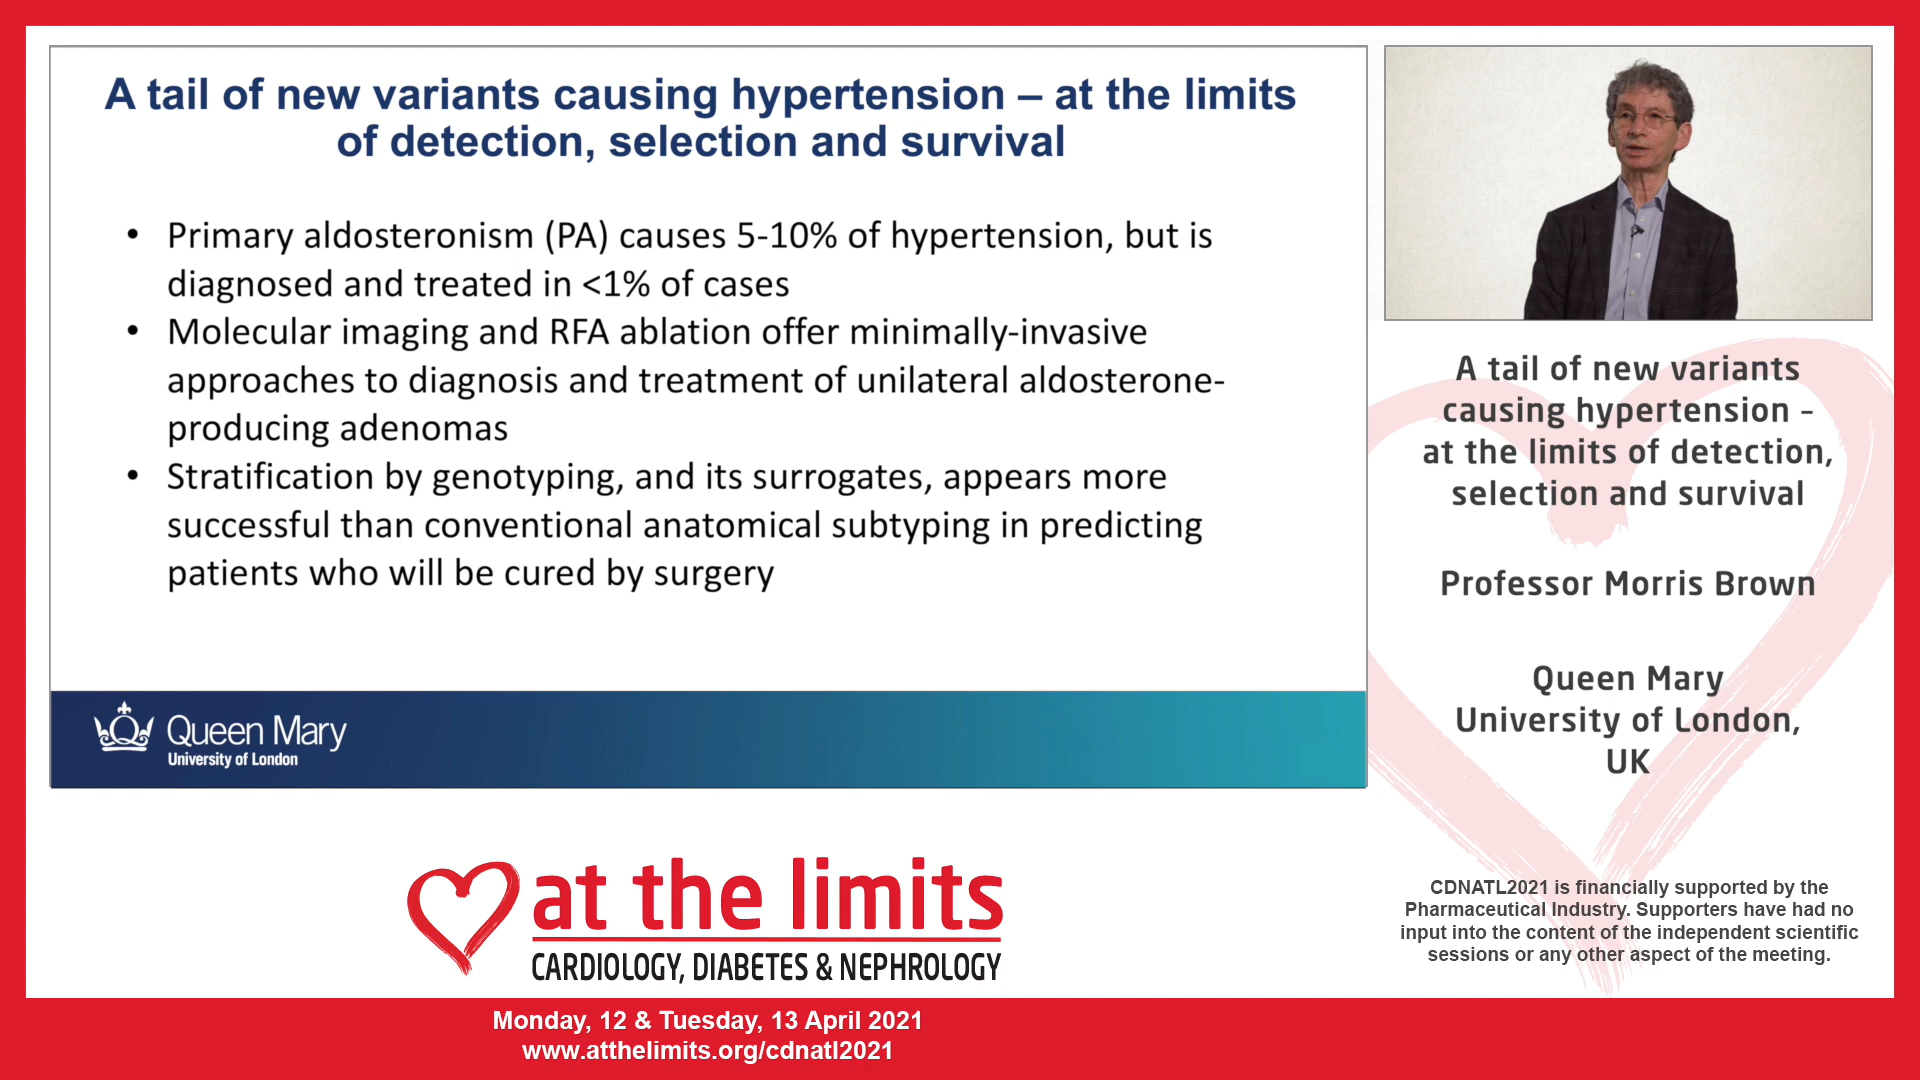 A tail of new variants causing hypertension – at the limits
of detection, selection and survival
• Primary aldosteronism (PA) causes 5-10% of hypertension, but is
diagnosed and treated in <1% of cases
• Molecular imaging and RFA ablation offer minimally-invasive
approaches to diagnosis and treatment of unilateral aldosterone-
producing adenomas
• Stratification by genotyping, and its surrogates, appears more
successful than conventional anatomical subtyping in predicting
patients who will be cured by surgery
Queen Mary
University of London
A tail of new variants
causing hypertension –
at the limits of detection,
selection and survival
Professor Morris Brown
Queen Mary
University of London,
UK
at the limits
CARDIOLOGY, DIABETES & NEPHROLOGY
CDNATL2021 is financially supported by the
Pharmaceutical Industry. Supporters have had no
input into the content of the independent scientific
sessions or any other aspect of the meeting.
Monday, 12 & Tuesday, 13 April 2021
www.atthelimits.org/cdnatl2021